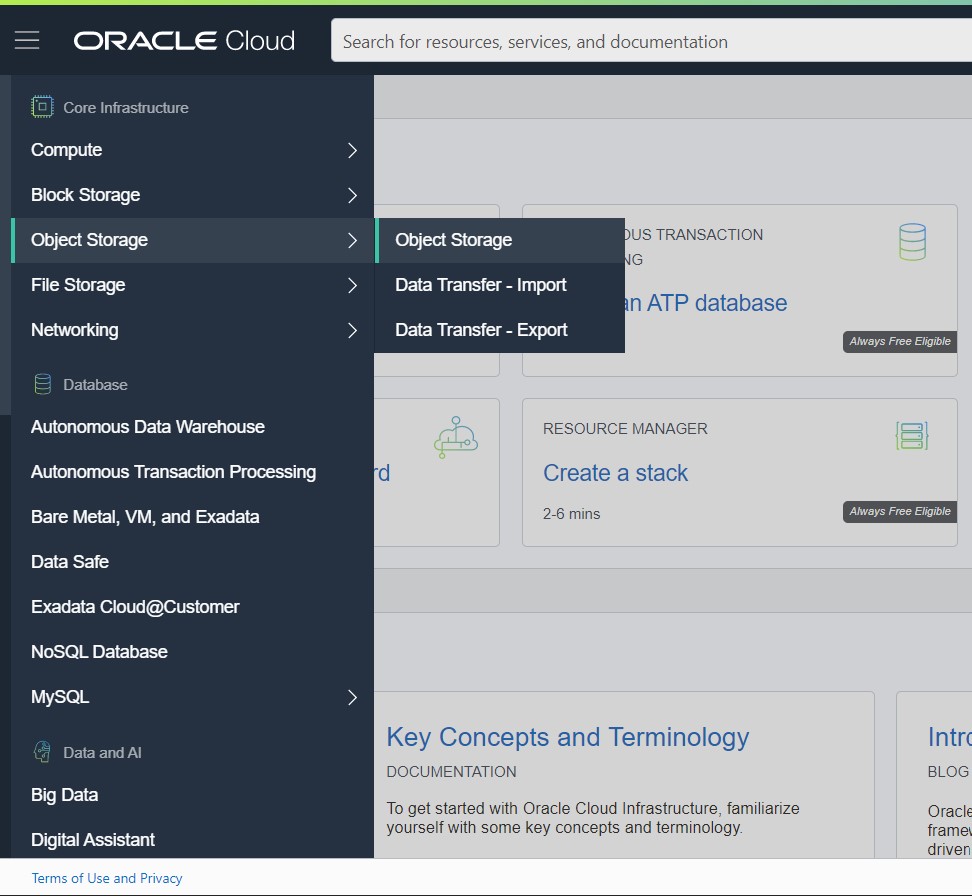 ORACLE Cloud
Search for resources, services, and documentation
Core Infrastructure
Compute
Block Storage
Object Storage
File Storage
Networking
Database
Autonomous Data Warehouse
Autonomous Transaction Processing
Bare Metal, VM, and Exadata
Data Safe
Exadata Cloud@Customer
NoSQL Database
MySQL
Data and AI
Big Data
Digital Assistant
Object Storage
Data Transfer - Import
Data Transfer - Export
TRANSACTION
an ATP database
Always Free Eligible
RESOURCE MANAGER
Create a stack
2-6 mins
Always Free Eligible
Key Concepts and Terminology
DOCUMENTATION
To get started with Oracle Cloud Infrastructure, familiarize
yourself with some key concepts and terminology.
BLOG
Oracle
driven
Terms of Use and Privacy